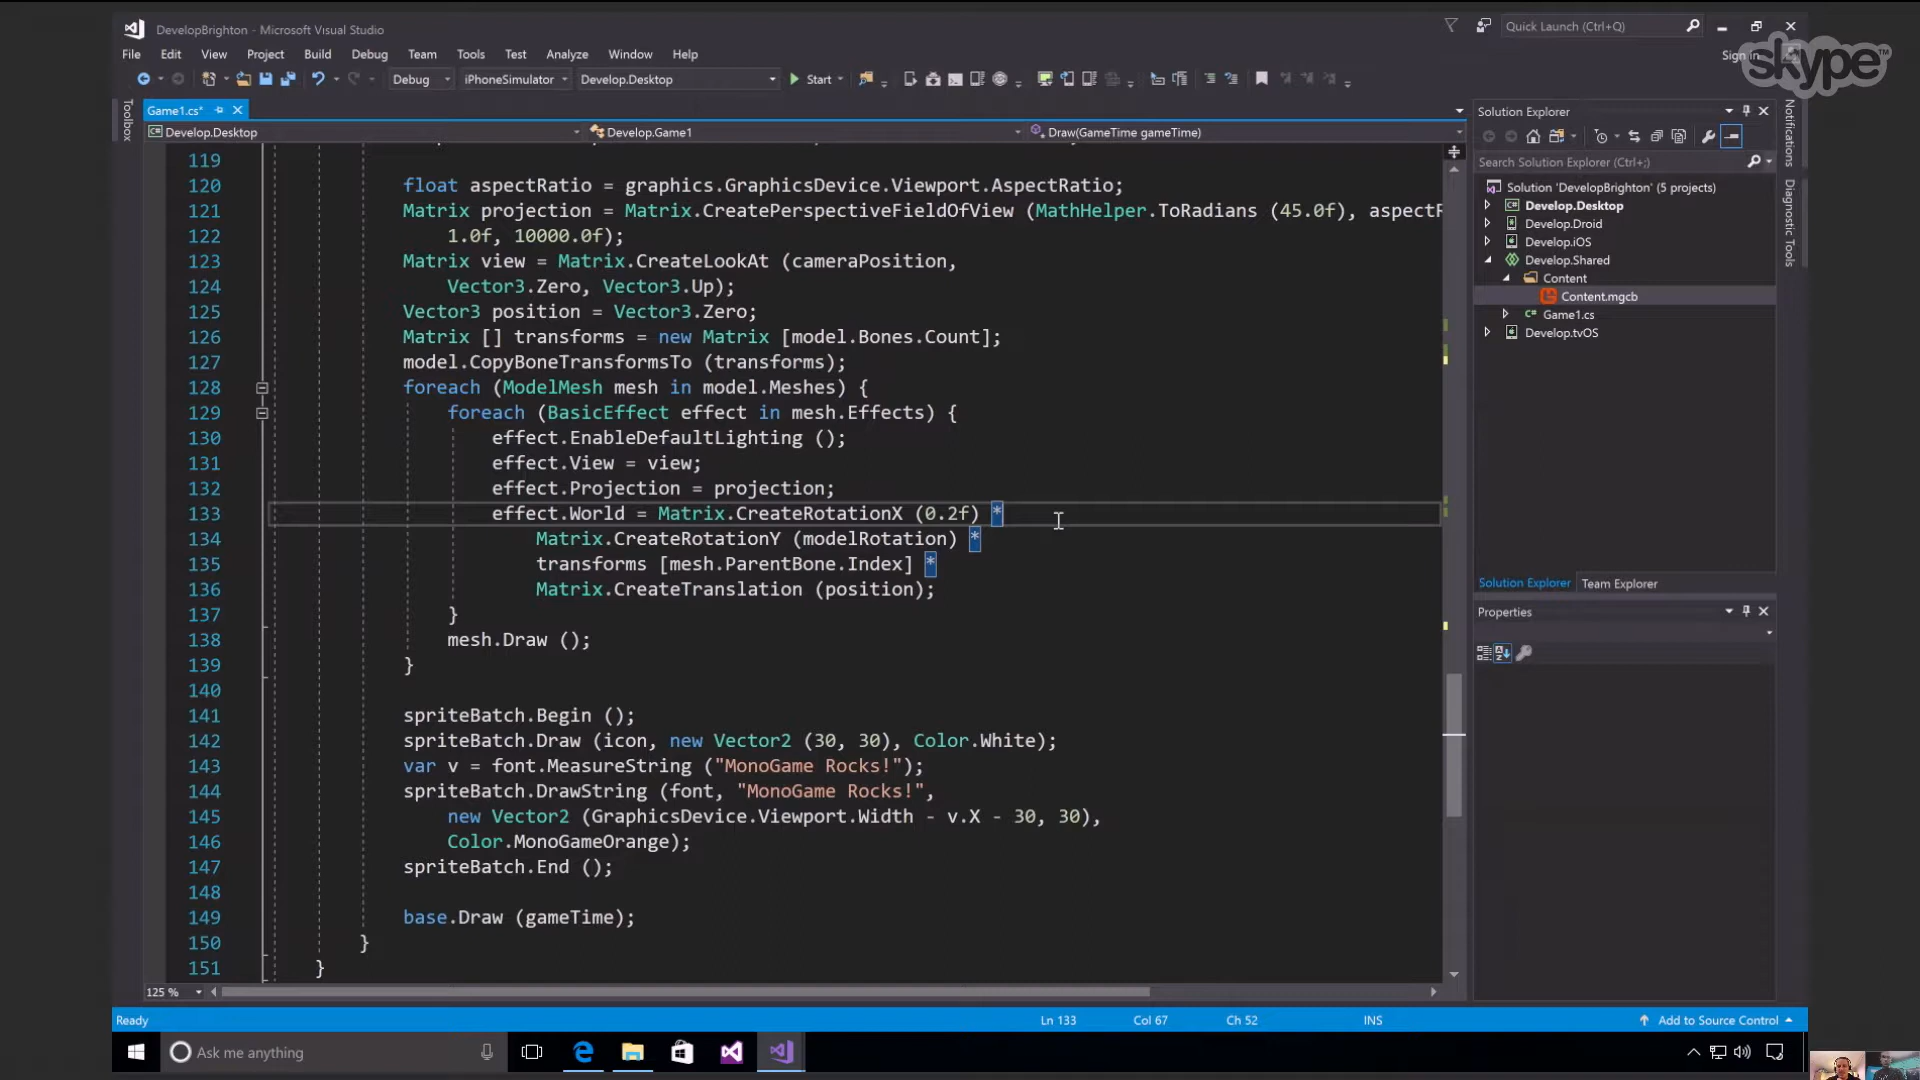 DevelopBrighton - Microsoft Visual Studio
Quick Launch (Ctrl+Q)
File Edit View Project Build Debug Team Tools Test Analyze Window Help
Sign in
skype™
Debug iPhoneSimulator Develop.Desktop Start
Toolbox
Game1.cs*
Develop.Desktop Develop.Game1 Draw(GameTime gameTime)
119
120 float aspectRatio = graphics.GraphicsDevice.Viewport.AspectRatio;
121 Matrix projection = Matrix.CreatePerspectiveFieldOfView (MathHelper.ToRadians (45.0f), aspectR
122 1.0f, 10000.0f);
123 Matrix view = Matrix.CreateLookAt (cameraPosition,
124 Vector3.Zero, Vector3.Up);
125 Vector3 position = Vector3.Zero;
126 Matrix [] transforms = new Matrix [model.Bones.Count];
127 model.CopyBoneTransformsTo (transforms);
128 foreach (ModelMesh mesh in model.Meshes) {
129 foreach (BasicEffect effect in mesh.Effects) {
130 effect.EnableDefaultLighting ();
131 effect.View = view;
132 effect.Projection = projection;
133 effect.World = Matrix.CreateRotationX (0.2f) *
134 Matrix.CreateRotationY (modelRotation) *
135 transforms [mesh.ParentBone.Index] *
136 Matrix.CreateTranslation (position);
137 }
138 mesh.Draw ();
139 }
140
141 spriteBatch.Begin ();
142 spriteBatch.Draw (icon, new Vector2 (30, 30), Color.White);
143 var v = font.MeasureString ("MonoGame Rocks!");
144 spriteBatch.DrawString (font, "MonoGame Rocks!",
145 new Vector2 (GraphicsDevice.Viewport.Width - v.X - 30, 30),
146 Color.MonoGameOrange);
147 spriteBatch.End ();
148
149 base.Draw (gameTime);
150 }
151 }
125 %
Solution Explorer
Search Solution Explorer (Ctrl+;)
Solution 'DevelopBrighton' (5 projects)
Develop.Desktop
Develop.Droid
Develop.iOS
Develop.Shared
Content
Content.mgcb
Game1.cs
Develop.tvOS
Solution Explorer Team Explorer
Properties
Notifications
Diagnostic Tools
Ready Ln 133 Col 67 Ch 52 INS Add to Source Control
Ask me anything